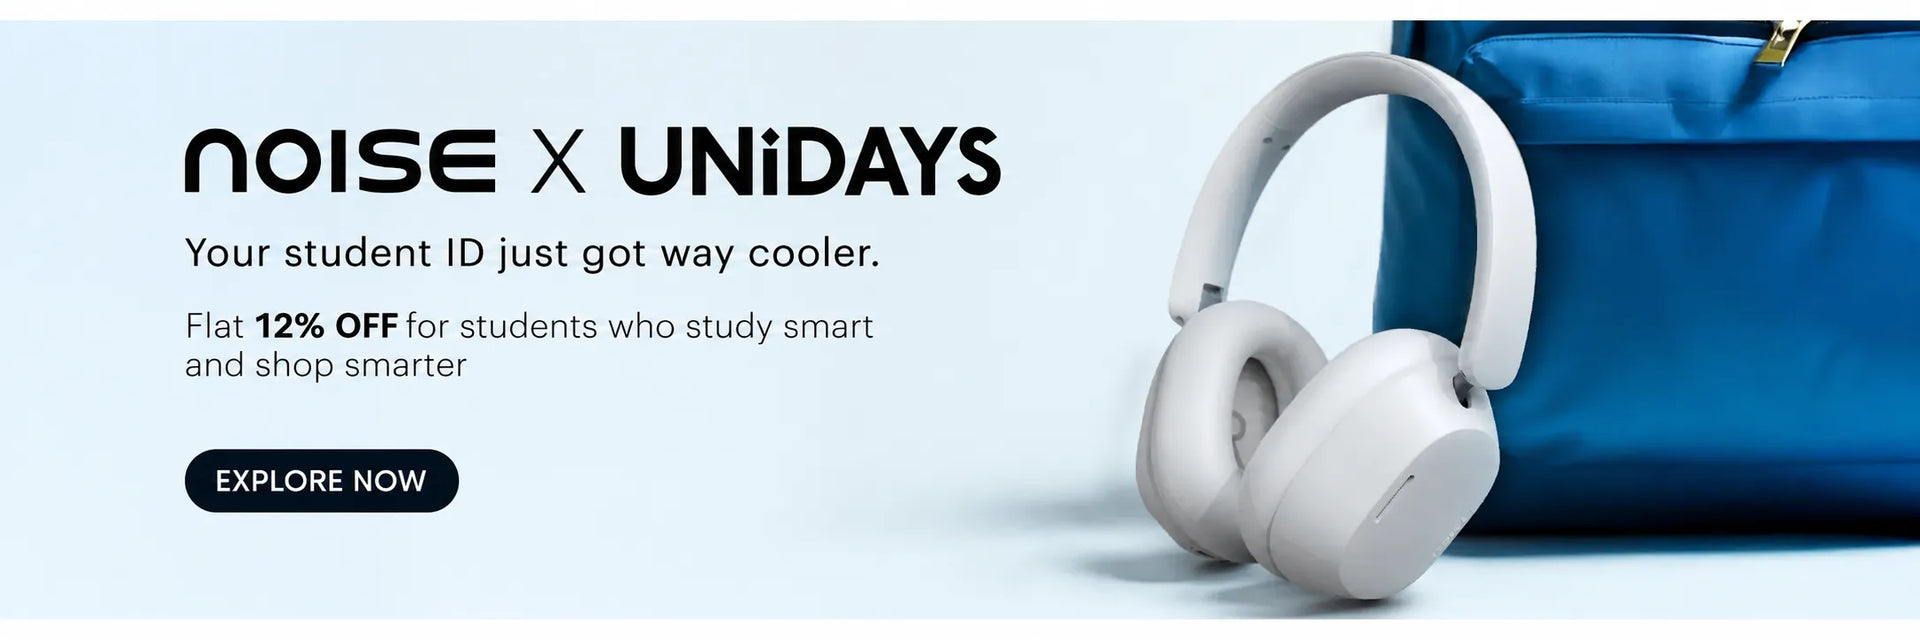 NOISE X UNiDAYS
Your student ID just got way cooler.
Flat 12% OFF for students who study smart
and shop smarter
EXPLORE NOW